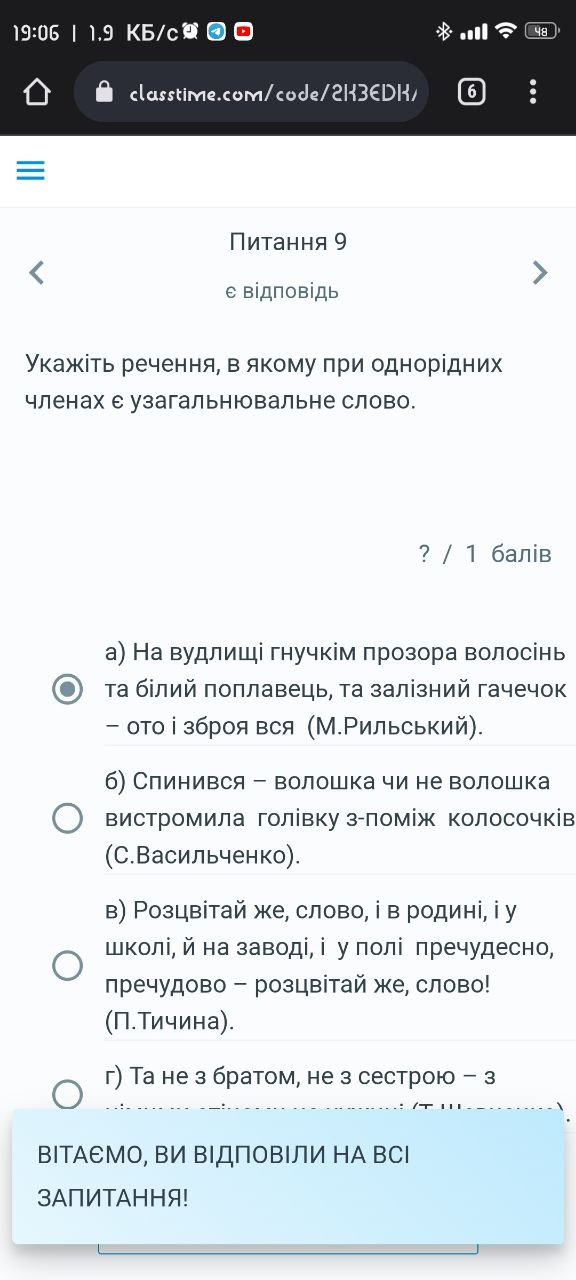 19:06 | 1,9 КБ/с
48
classtime.com/code/2K3EDK
6
Питання 9
є відповідь
Укажіть речення, в якому при однорідних
членах є узагальнювальне слово.
? / 1 балів
а) На вудлищі гнучкім прозора волосінь
та білий поплавець, та залізний гачечок
– ото і зброя вся (М.Рильський).
б) Спинився – волошка чи не волошка
вистромила голівку з-поміж колосочків
(С.Васильченко).
в) Розцвітай же, слово, і в родині, і у
школі, й на заводі, і у полі пречудесно,
пречудово – розцвітай же, слово!
(П.Тичина).
г) Та не з братом, не з сестрою – з
ВІТАЄМО, ВИ ВІДПОВІЛИ НА ВСІ
ЗАПИТАННЯ!